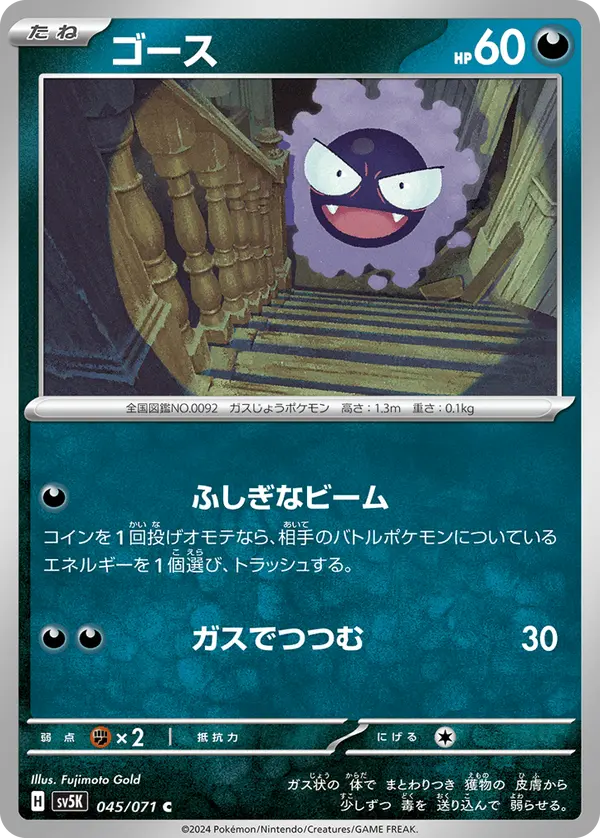 たね ゴース HP60
全国図鑑NO.0092 ガスじょうポケモン 高さ：1.3m 重さ：0.1kg
ふしぎなビーム
コインを1回投げオモテなら、相手のバトルポケモンについている
エネルギーを1個選び、トラッシュする。
ガスでつつむ 30
弱点 ×2 抵抗力 にげる
Illus. Fujimoto Gold
H SV5K 045/071 C
ガス状の 体で まとわりつき 獲物の 皮膚から
少しずつ 毒を 送り込んで 弱らせる。
©2024 Pokémon/Nintendo/Creatures/GAME FREAK.